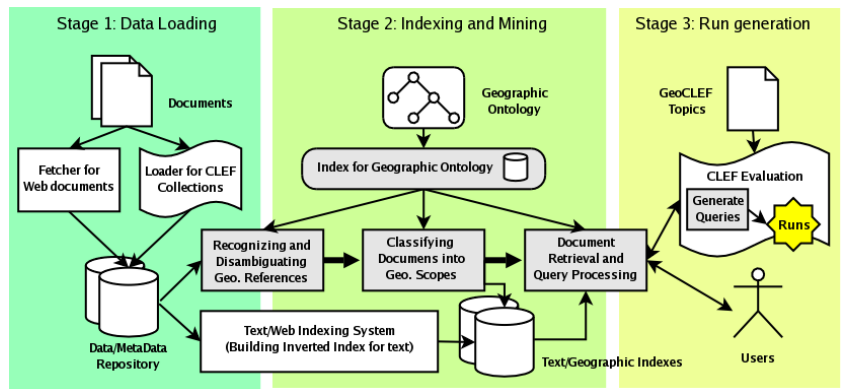 Stage 1: Data Loading
Stage 2: Indexing and Mining
Stage 3: Run generation
Documents
Geographic
Ontology
GeoCLEF
Topics
Fetcher for
Web documents
Loader for CLEF
Collections
Index for Geographic Ontology
CLEF Evaluation
Generate
Queries
Runs
Recognizing and
Disambiguating
Geo. References
Classifying
Documens into
Geo. Scopes
Document
Retrieval and
Query Processing
Data/MetaData
Repository
Text/Web Indexing System
(Building Inverted Index for text)
Text/Geographic Indexes
Users